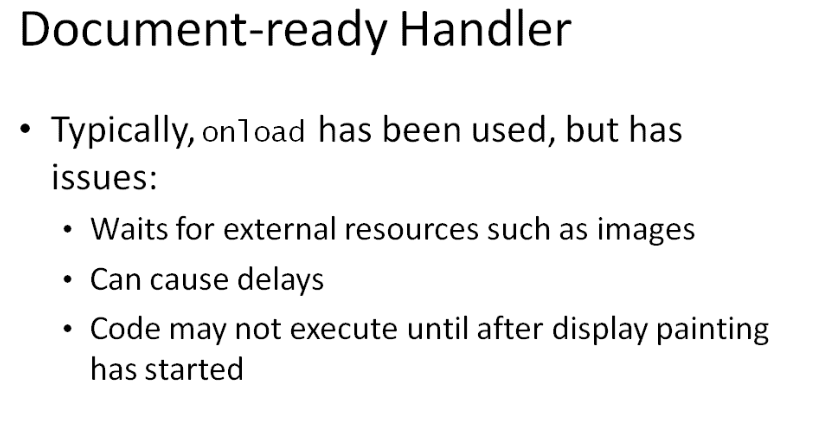 Document-ready Handler
• Typically, onload has been used, but has
issues:
• Waits for external resources such as images
• Can cause delays
• Code may not execute until after display painting
has started